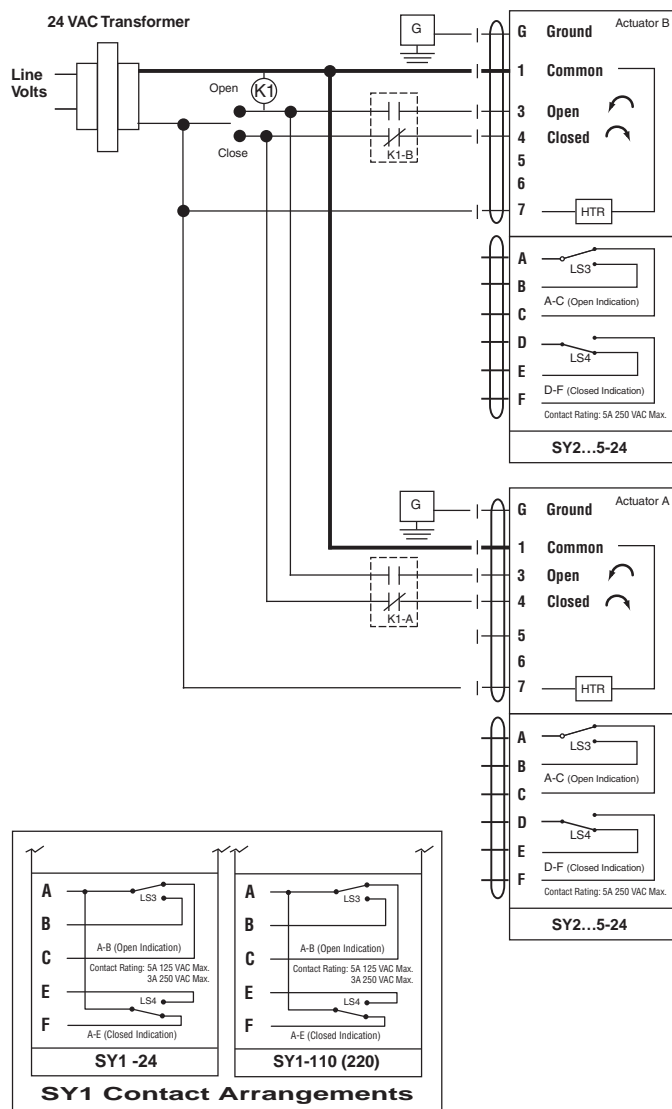 24 VAC Transformer
Line
Volts
Open
K1
Close
K1-B
G
G Ground
Actuator B
1 Common
3 Open
4 Closed
5
6
7
HTR
A
LS3
B
A-C (Open Indication)
C
D
LS4
E
D-F (Closed Indication)
F
Contact Rating: 5A 250 VAC Max.
SY2...5-24
G
G Ground
Actuator A
1 Common
3 Open
4 Closed
K1-A
5
6
7
HTR
A
LS3
B
A-C (Open Indication)
C
D
LS4
E
D-F (Closed Indication)
F
Contact Rating: 5A 250 VAC Max.
SY2...5-24
A
LS3
B
A-B (Open Indication)
C
Contact Rating: 5A 125 VAC Max.
3A 250 VAC Max.
E
LS4
F
A-E (Closed Indication)
SY1 -24
A
LS3
B
A-B (Open Indication)
C
Contact Rating: 5A 125 VAC Max.
3A 250 VAC Max.
E
LS4
F
A-E (Closed Indication)
SY1-110 (220)
SY1 Contact Arrangements